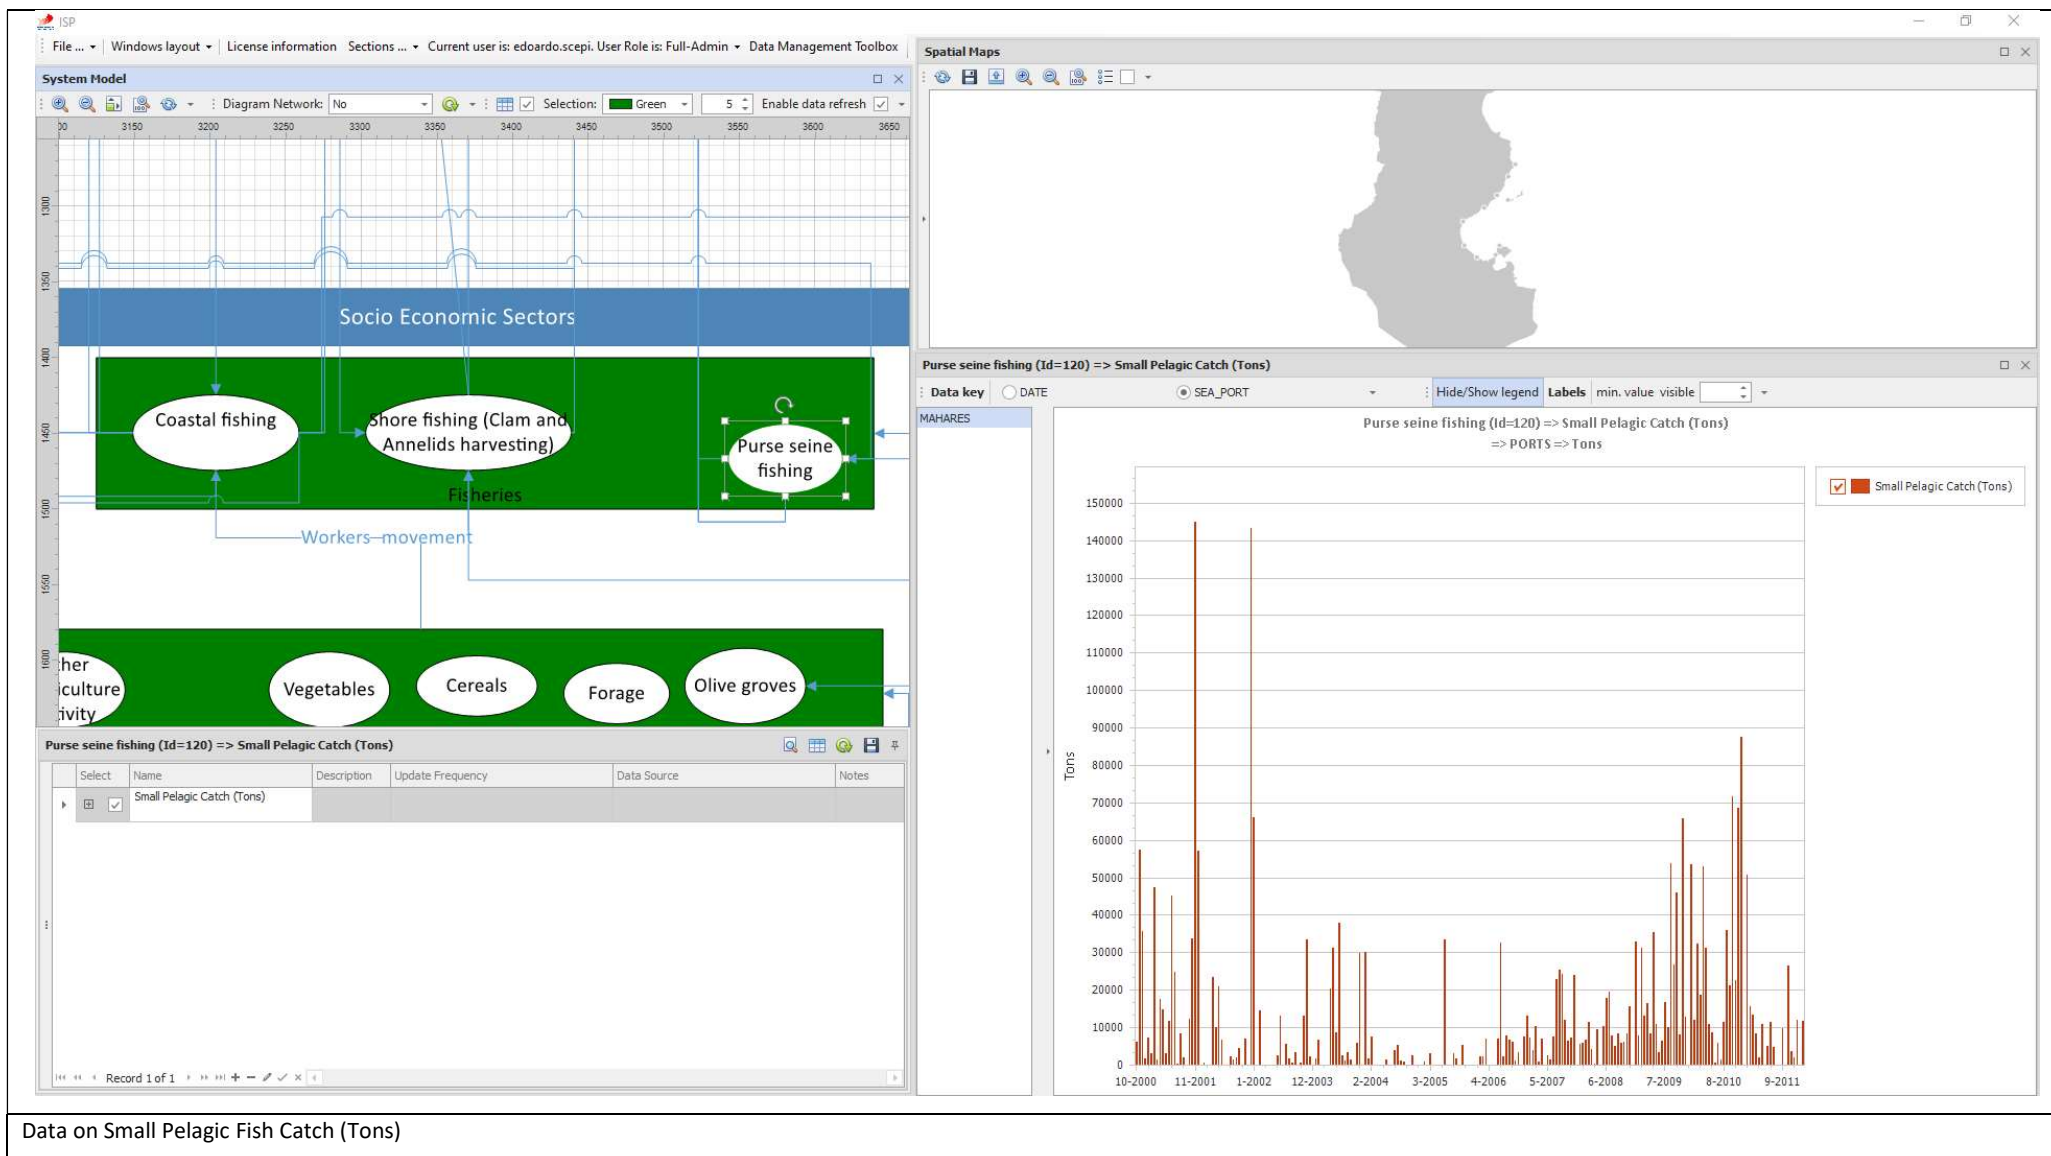 ISP
File ... Windows layout License information Sections ... Current user is: edoardo.scepi. User Role is: Full-Admin Data Management Toolbox
System Model
Diagram Network: No Selection: Green 5 Enable data refresh
3150 3200 3250 3300 3350 3400 3450 3500 3550 3600 3650
1300
1350
1400
1450
1500
1550
1600
Socio Economic Sectors
Coastal fishing
Shore fishing (Clam and
Annelids harvesting)
Purse seine
fishing
Fisheries
Workers movement
her
iculture
ivity
Vegetables
Cereals
Forage
Olive groves
Purse seine fishing (Id=120) => Small Pelagic Catch (Tons)
Select Name Description Update Frequency Data Source Notes
Small Pelagic Catch (Tons)
Record 1 of 1
Spatial Maps
Purse seine fishing (Id=120) => Small Pelagic Catch (Tons)
Data key DATE SEA_PORT Hide/Show legend Labels min. value visible
MAHARES
Purse seine fishing (Id=120) => Small Pelagic Catch (Tons)
=> PORTS => Tons
Small Pelagic Catch (Tons)
Tons
150000
140000
130000
120000
110000
100000
90000
80000
70000
60000
50000
40000
30000
20000
10000
0
10-2000 11-2001 1-2002 12-2003 2-2004 3-2005 4-2006 5-2007 6-2008 7-2009 8-2010 9-2011
Data on Small Pelagic Fish Catch (Tons)